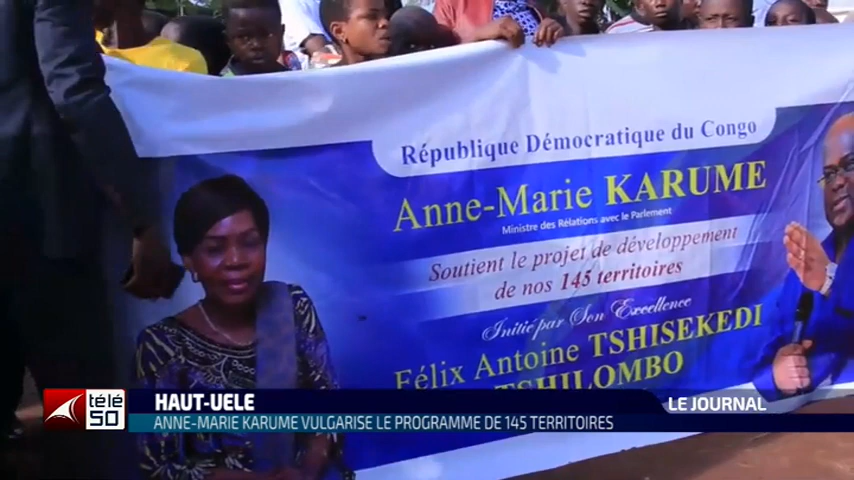 République Démocratique du Congo
Anne-Marie KARUME
Ministre des Relations avec le Parlement
Soutient le projet de développement
de nos 145 territoires
Initié par Son Excellence
Félix Antoine TSHISEKEDI
TSHILOMBO
télé
50
HAUT-UELE
LE JOURNAL
ANNE-MARIE KARUME VULGARISE LE PROGRAMME DE 145 TERRITOIRES